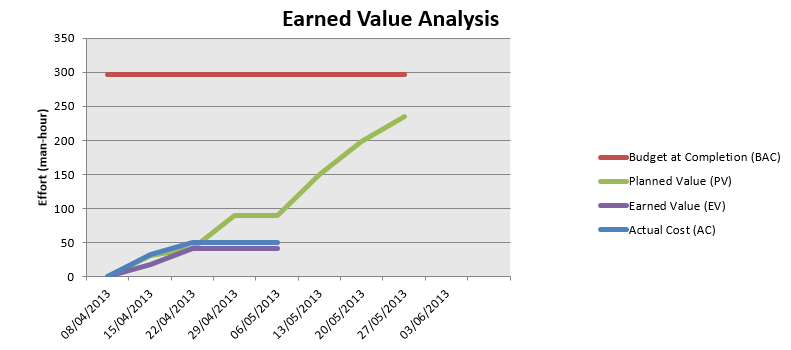 Earned Value Analysis
Effort (man-hour)
350
300
250
200
150
100
50
0
08/04/2013
15/04/2013
22/04/2013
29/04/2013
06/05/2013
13/05/2013
20/05/2013
27/05/2013
03/06/2013
Budget at Completion (BAC)
Planned Value (PV)
Earned Value (EV)
Actual Cost (AC)